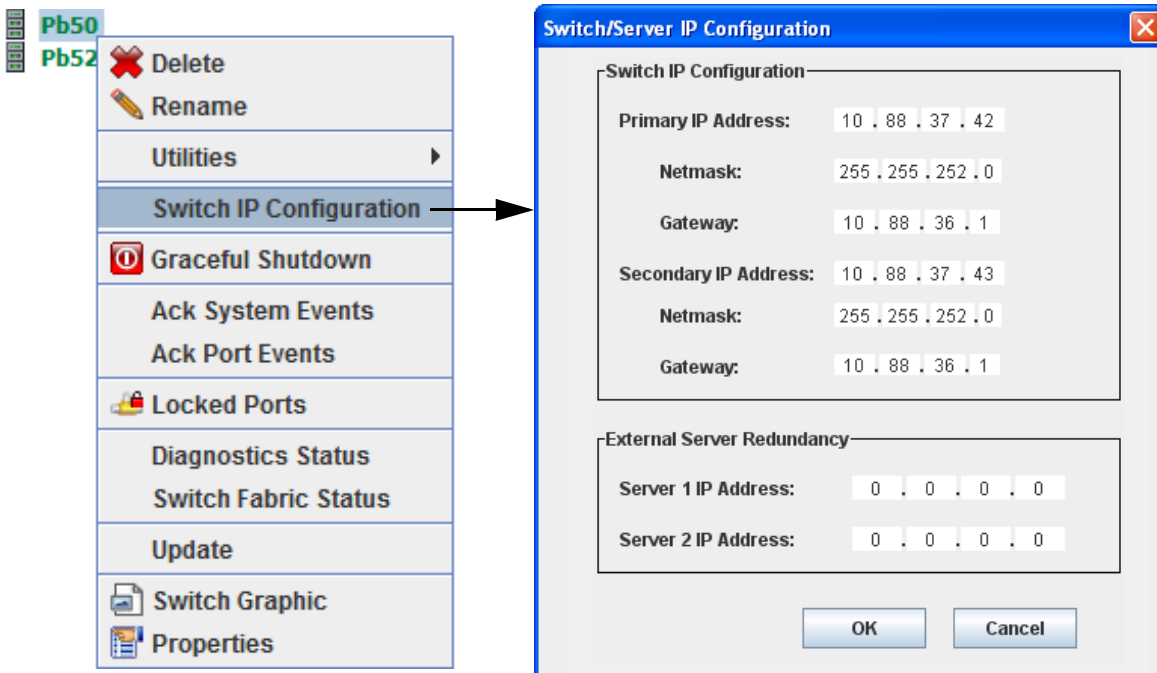 Pb50
Pb52
Delete
Rename
Utilities
Switch IP Configuration
Graceful Shutdown
Ack System Events
Ack Port Events
Locked Ports
Diagnostics Status
Switch Fabric Status
Update
Switch Graphic
Properties
Switch/Server IP Configuration
Switch IP Configuration
Primary IP Address: 10 . 88 . 37 . 42
Netmask: 255 . 255 . 252 . 0
Gateway: 10 . 88 . 36 . 1
Secondary IP Address: 10 . 88 . 37 . 43
Netmask: 255 . 255 . 252 . 0
Gateway: 10 . 88 . 36 . 1
External Server Redundancy
Server 1 IP Address: 0 . 0 . 0 . 0
Server 2 IP Address: 0 . 0 . 0 . 0
OK Cancel